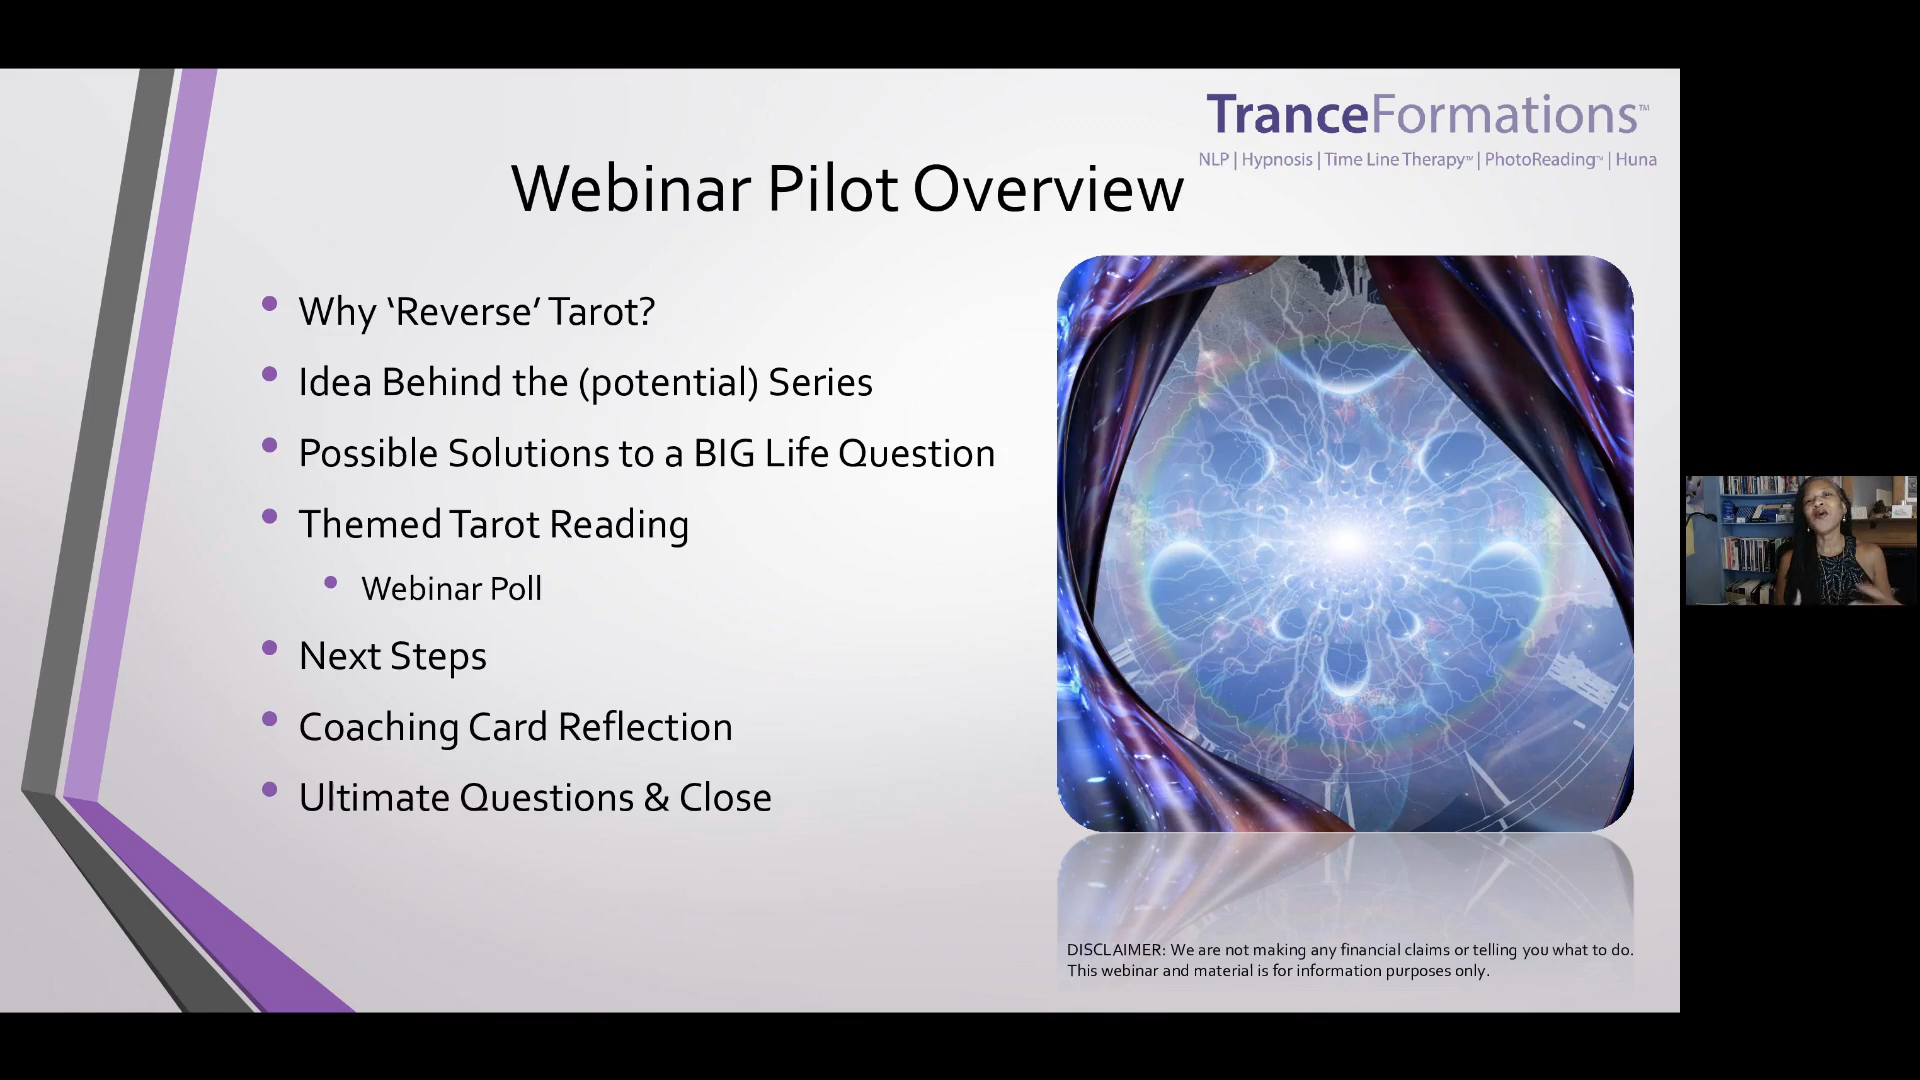 TranceFormations™
NLP | Hypnosis | Time Line Therapy™ | PhotoReading™ | Huna
Webinar Pilot Overview
• Why ‘Reverse’ Tarot?
• Idea Behind the (potential) Series
• Possible Solutions to a BIG Life Question
• Themed Tarot Reading
• Webinar Poll
• Next Steps
• Coaching Card Reflection
• Ultimate Questions & Close
DISCLAIMER: We are not making any financial claims or telling you what to do.
This webinar and material is for information purposes only.